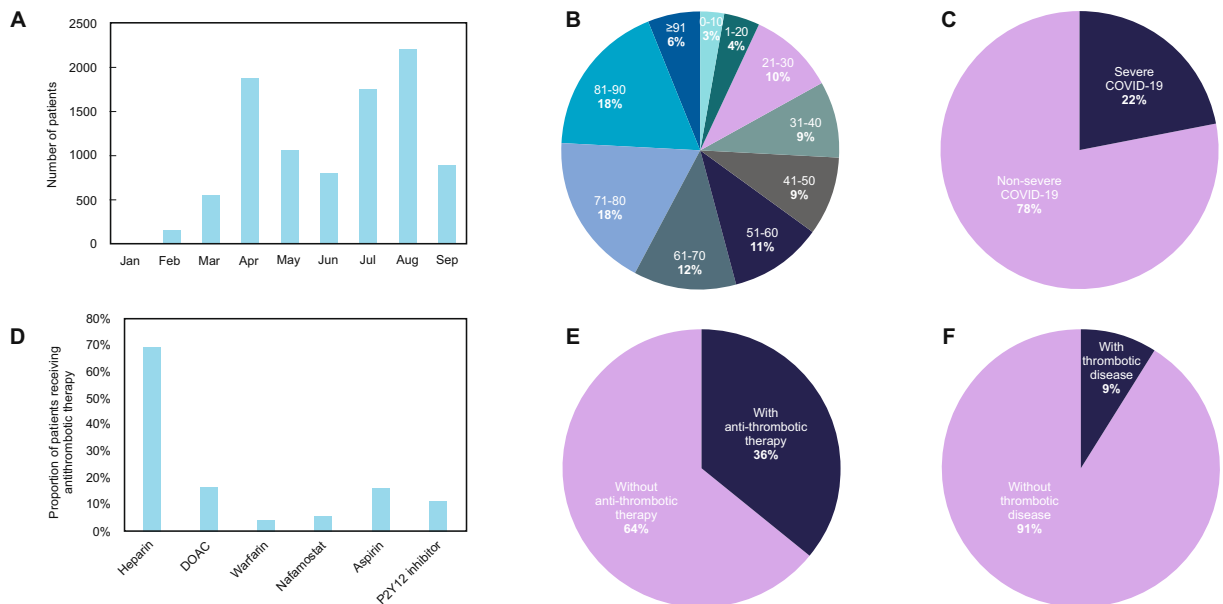 A
Number of patients
2500
2000
1500
1000
500
0
Jan Feb Mar Apr May Jun Jul Aug Sep
B
0-10
3%
1-20
4%
21-30
10%
31-40
9%
41-50
9%
51-60
11%
61-70
12%
71-80
18%
81-90
18%
≥91
6%
C
Severe
COVID-19
22%
Non-severe
COVID-19
78%
D
Proportion of patients receiving
antithrombotic therapy
80%
70%
60%
50%
40%
30%
20%
10%
0%
Heparin
DOAC
Warfarin
Nafamostat
Aspirin
P2Y12 inhibitor
E
With
anti-thrombotic
therapy
36%
Without
anti-thrombotic
therapy
64%
F
With
thrombotic
disease
9%
Without
thrombotic
disease
91%